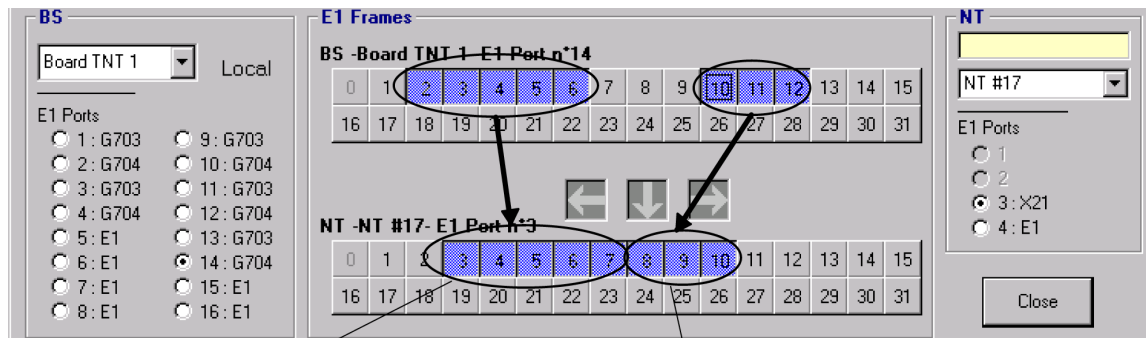 BS
Board TNT 1
Local
E1 Ports
1 : G703
9 : G703
2 : G704
10 : G704
3 : G703
11 : G703
4 : G704
12 : G704
5 : E1
13 : G703
6 : E1
14 : G704
7 : E1
15 : E1
8 : E1
16 : E1
E1 Frames
BS -Board TNT 1- E1 Port n°14
0 1 2 3 4 5 6 7 8 9 10 11 12 13 14 15
16 17 18 19 20 21 22 23 24 25 26 27 28 29 30 31
NT -NT #17- E1 Port n°3
0 1 2 3 4 5 6 7 8 9 10 11 12 13 14 15
16 17 18 19 20 21 22 23 24 25 26 27 28 29 30 31
NT
NT #17
E1 Ports
1
2
3 : X21
4 : E1
Close